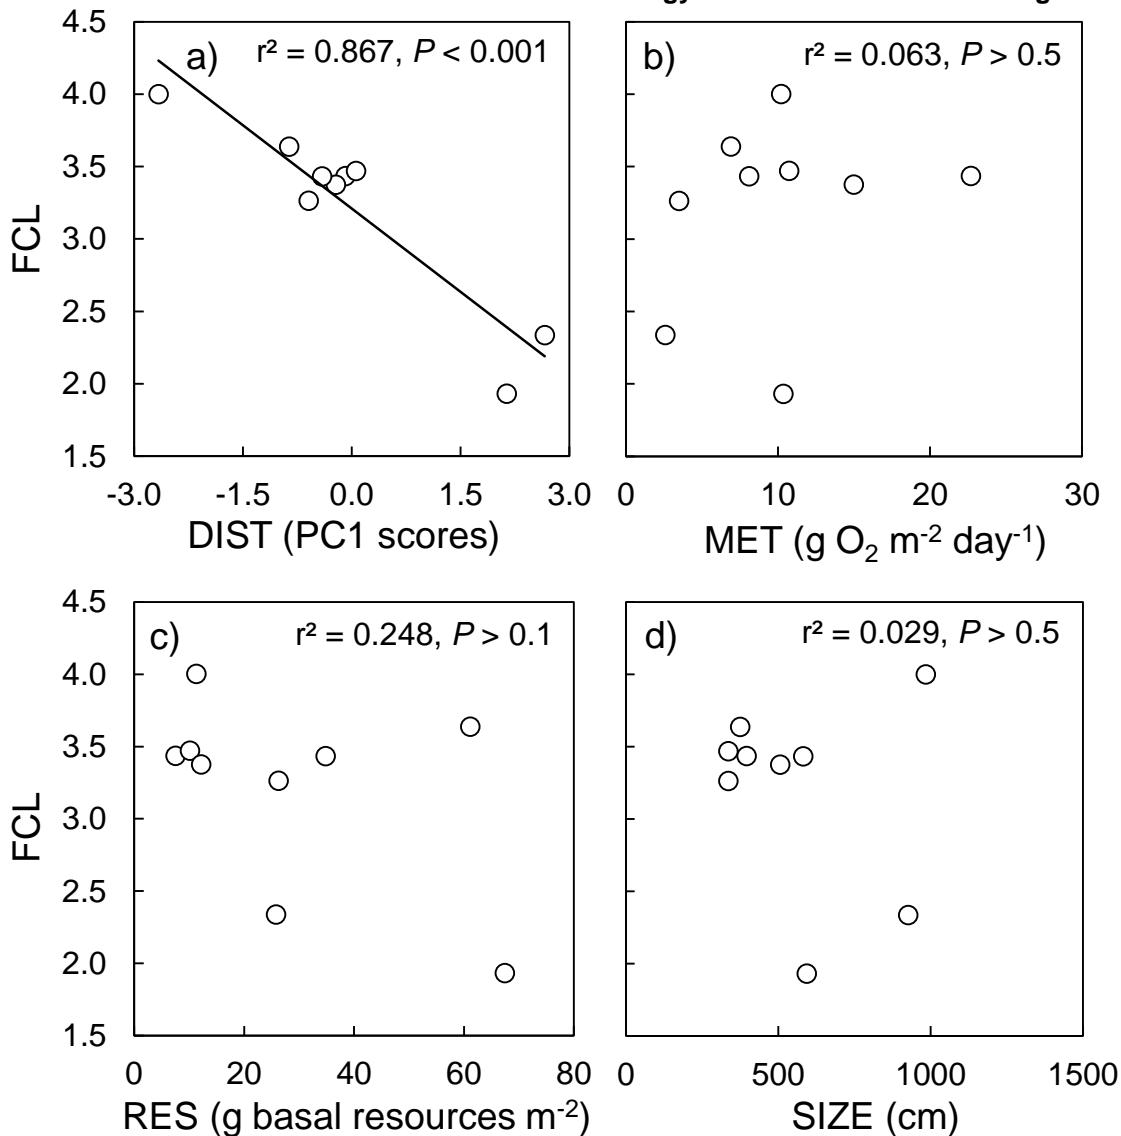 4.5
4.0
3.5
3.0
2.5
2.0
1.5
FCL
a)
r² = 0.867, P < 0.001
-3.0 -1.5 0.0 1.5 3.0
DIST (PC1 scores)
b)
r² = 0.063, P > 0.5
0 10 20 30
MET (g O₂ m⁻² day⁻¹)
4.5
4.0
3.5
3.0
2.5
2.0
1.5
FCL
c)
r² = 0.248, P > 0.1
0 20 40 60 80
RES (g basal resources m⁻²)
d)
r² = 0.029, P > 0.5
0 500 1000 1500
SIZE (cm)